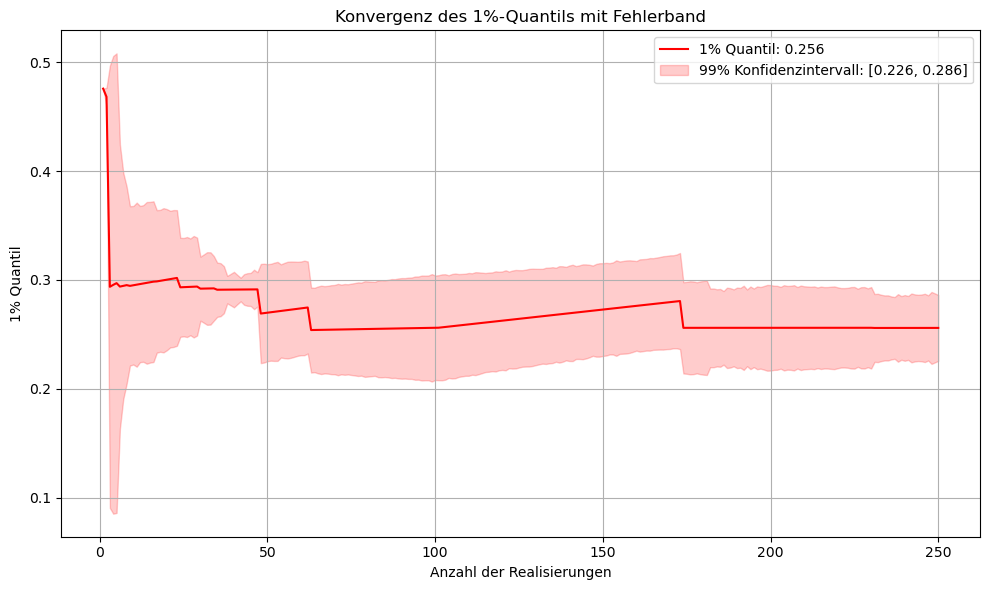 Konvergenz des 1%-Quantils mit Fehlerband
1% Quantil: 0.256
99% Konfidenzintervall: [0.226, 0.286]
1% Quantil
0.5
0.4
0.3
0.2
0.1
0 50 100 150 200 250
Anzahl der Realisierungen